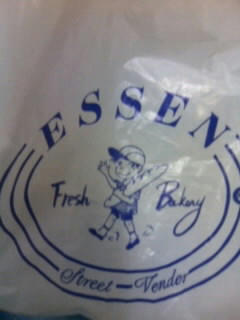 ESSEN
Fresh Bakery
Street - Vender